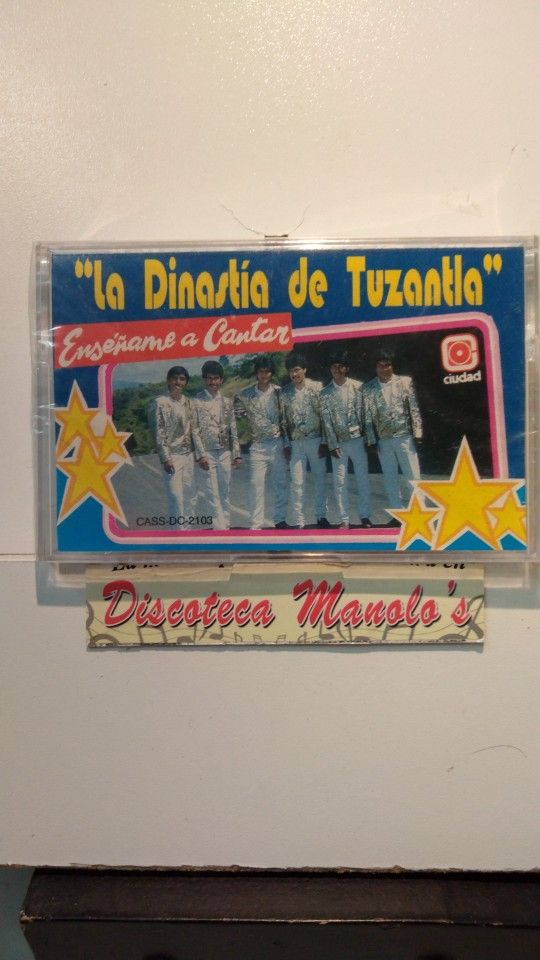 "La Dinastía de Tuzantla"
Enséñame a Cantar
ciudad
CASS-DC-2103
Discoteca Manolo's